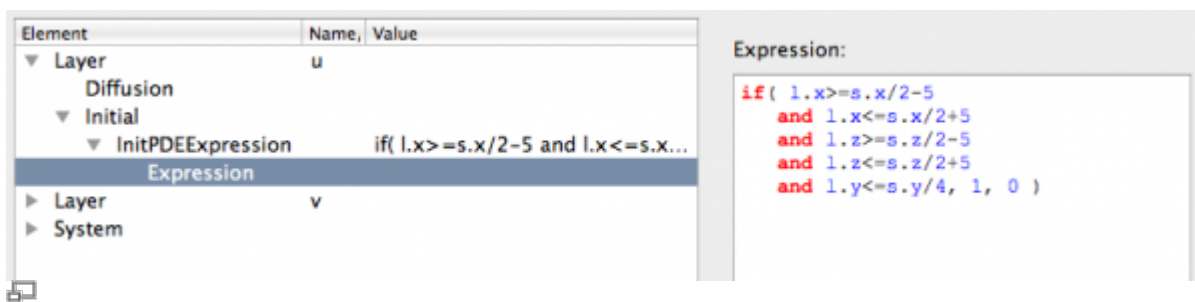 Element Name, Value
Layer u
Diffusion
Initial
InitPDEExpression if( l.x>=s.x/2-5 and l.x<=s.x...
Expression
Layer v
System
Expression:
if( l.x>=s.x/2-5
and l.x<=s.x/2+5
and l.z>=s.z/2-5
and l.z<=s.z/2+5
and l.y<=s.y/4, 1, 0 )